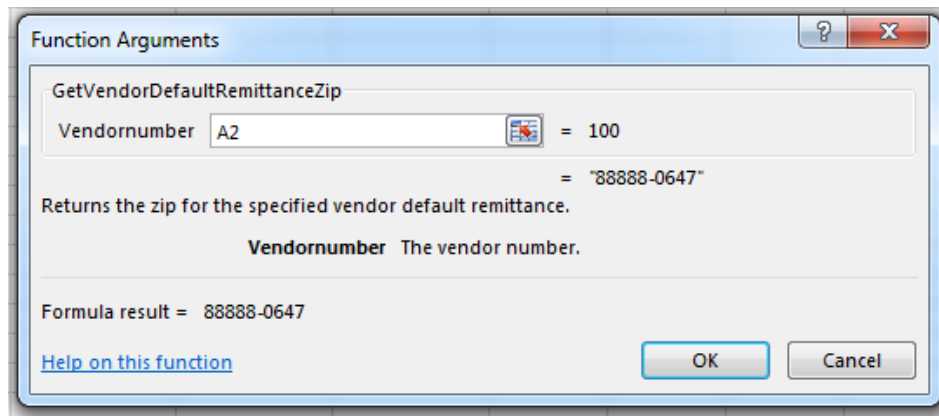 Function Arguments
?
GetVendorDefaultRemittanceZip
Vendornumber A2 = 100
= "88888-0647"
Returns the zip for the specified vendor default remittance.
Vendornumber The vendor number.
Formula result = 88888-0647
Help on this function OK Cancel